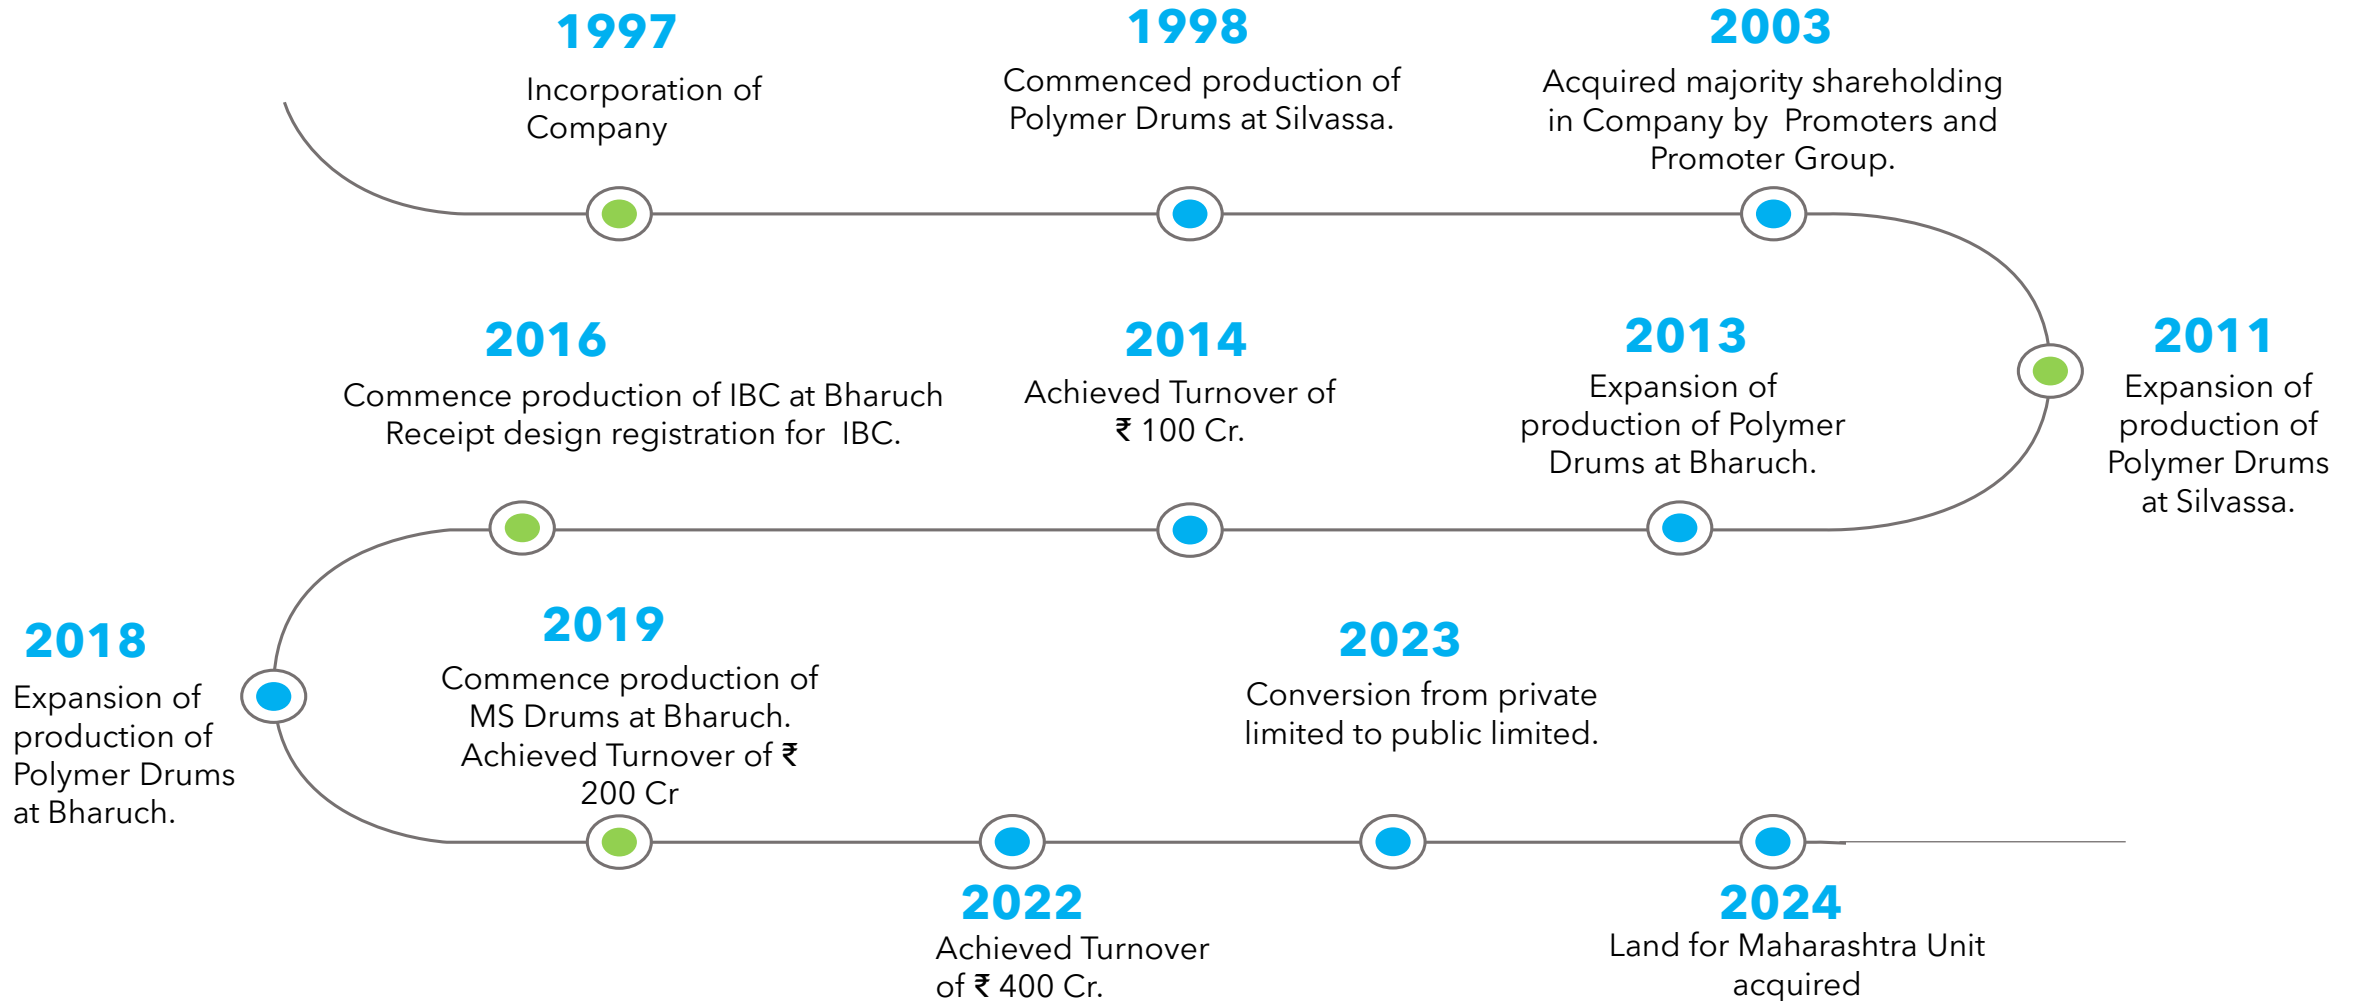 1997
Incorporation of
Company
1998
Commenced production of
Polymer Drums at Silvassa.
2003
Acquired majority shareholding
in Company by Promoters and
Promoter Group.
2011
Expansion of
production of
Polymer Drums
at Silvassa.
2013
Expansion of
production of Polymer
Drums at Bharuch.
2014
Achieved Turnover of
₹ 100 Cr.
2016
Commence production of IBC at Bharuch
Receipt design registration for IBC.
2018
Expansion of
production of
Polymer Drums
at Bharuch.
2019
Commence production of
MS Drums at Bharuch.
Achieved Turnover of ₹
200 Cr
2022
Achieved Turnover
of ₹ 400 Cr.
2023
Conversion from private
limited to public limited.
2024
Land for Maharashtra Unit
acquired